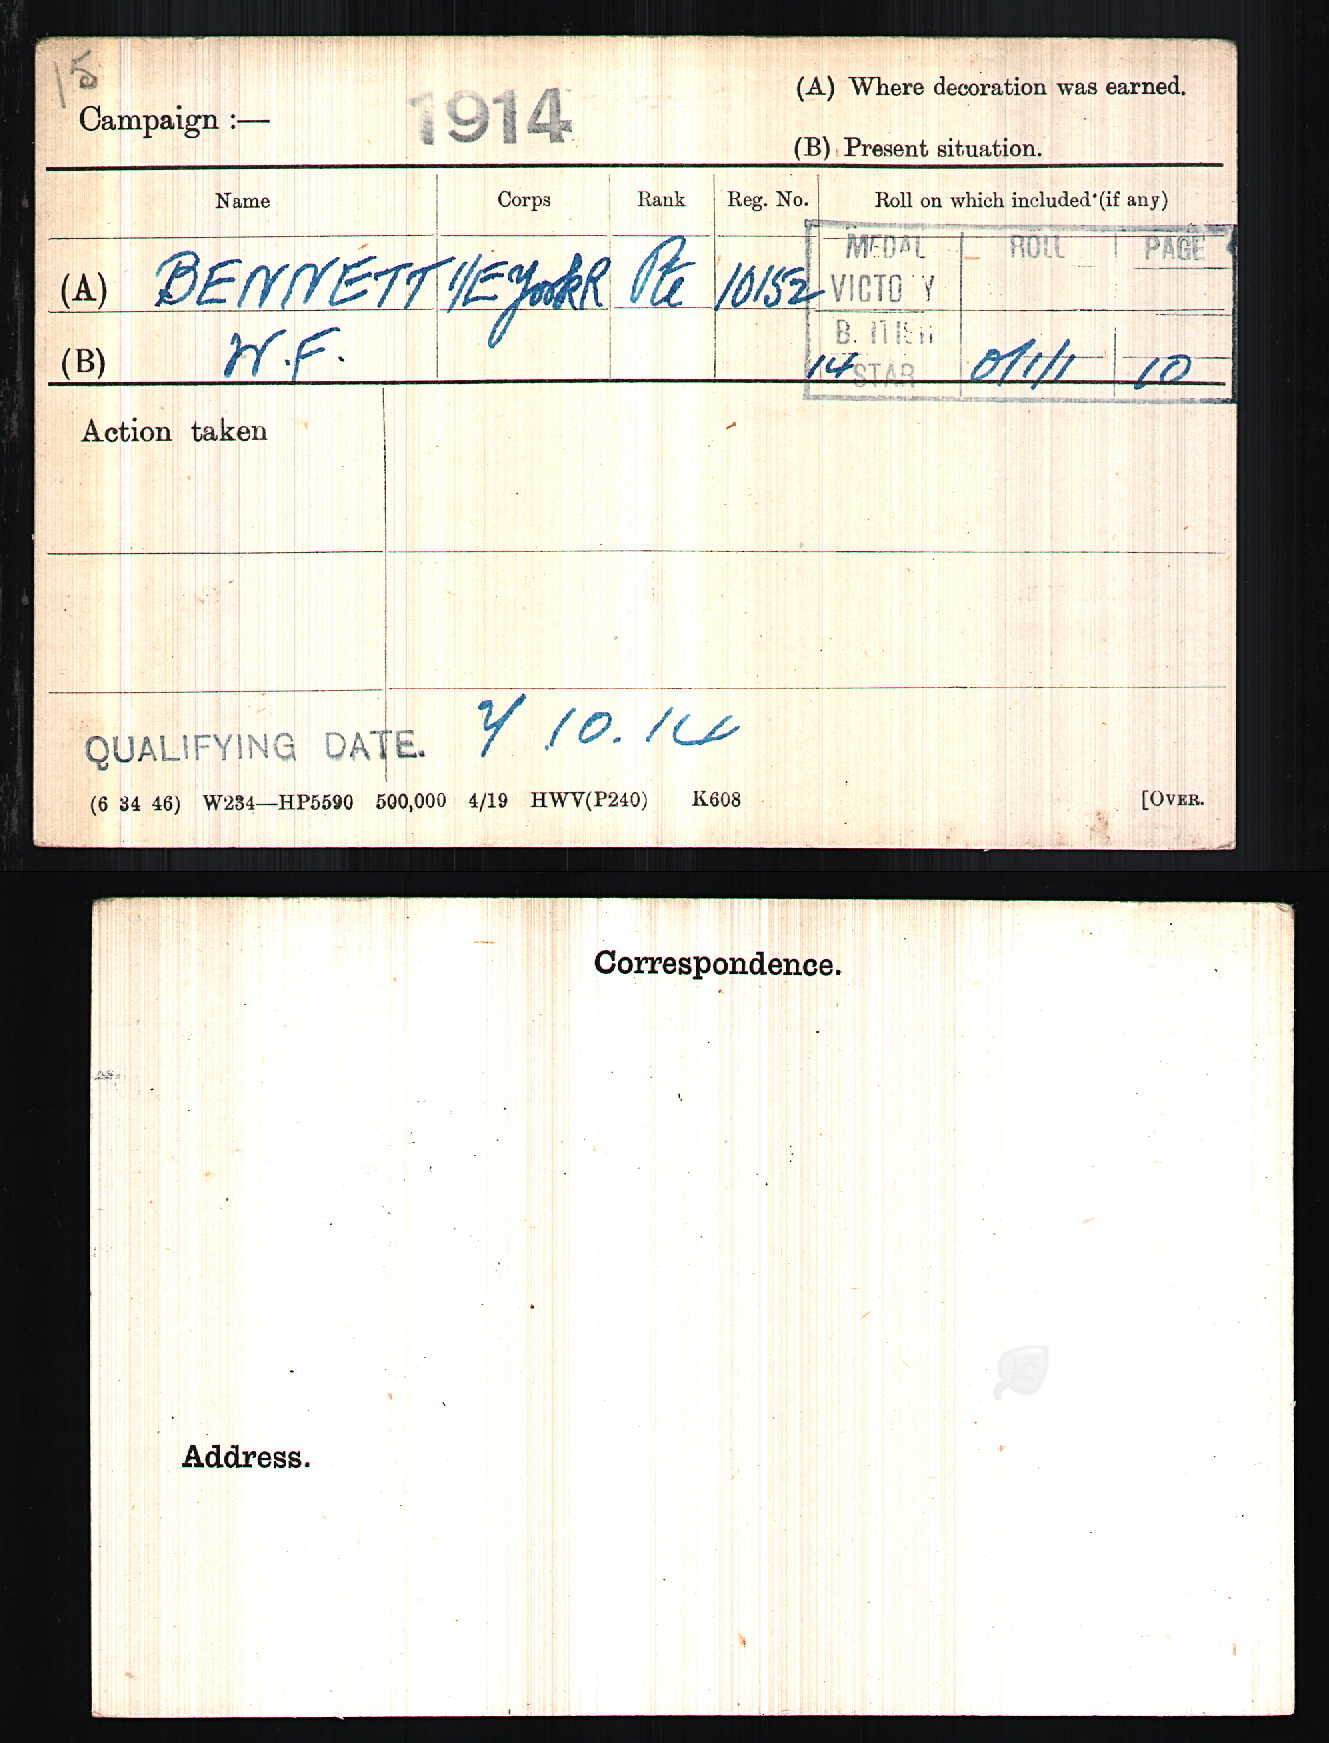 15
Campaign :— 1914
(A) Where decoration was earned.
(B) Present situation.
Name Corps Rank Reg. No. Roll on which included (if any)
MEDAL ROLL PAGE
(A) BENNETT 1/E York R Pte 10152 VICTO Y
(B) W.F. B. ITISH
14 STAR O/1/1 10
Action taken
QUALIFYING DATE. 7 10.14
(6 34 46) W234—HP5590 500,000 4/19 HWV(P240) K608 [OVER.
Correspondence.
Address.